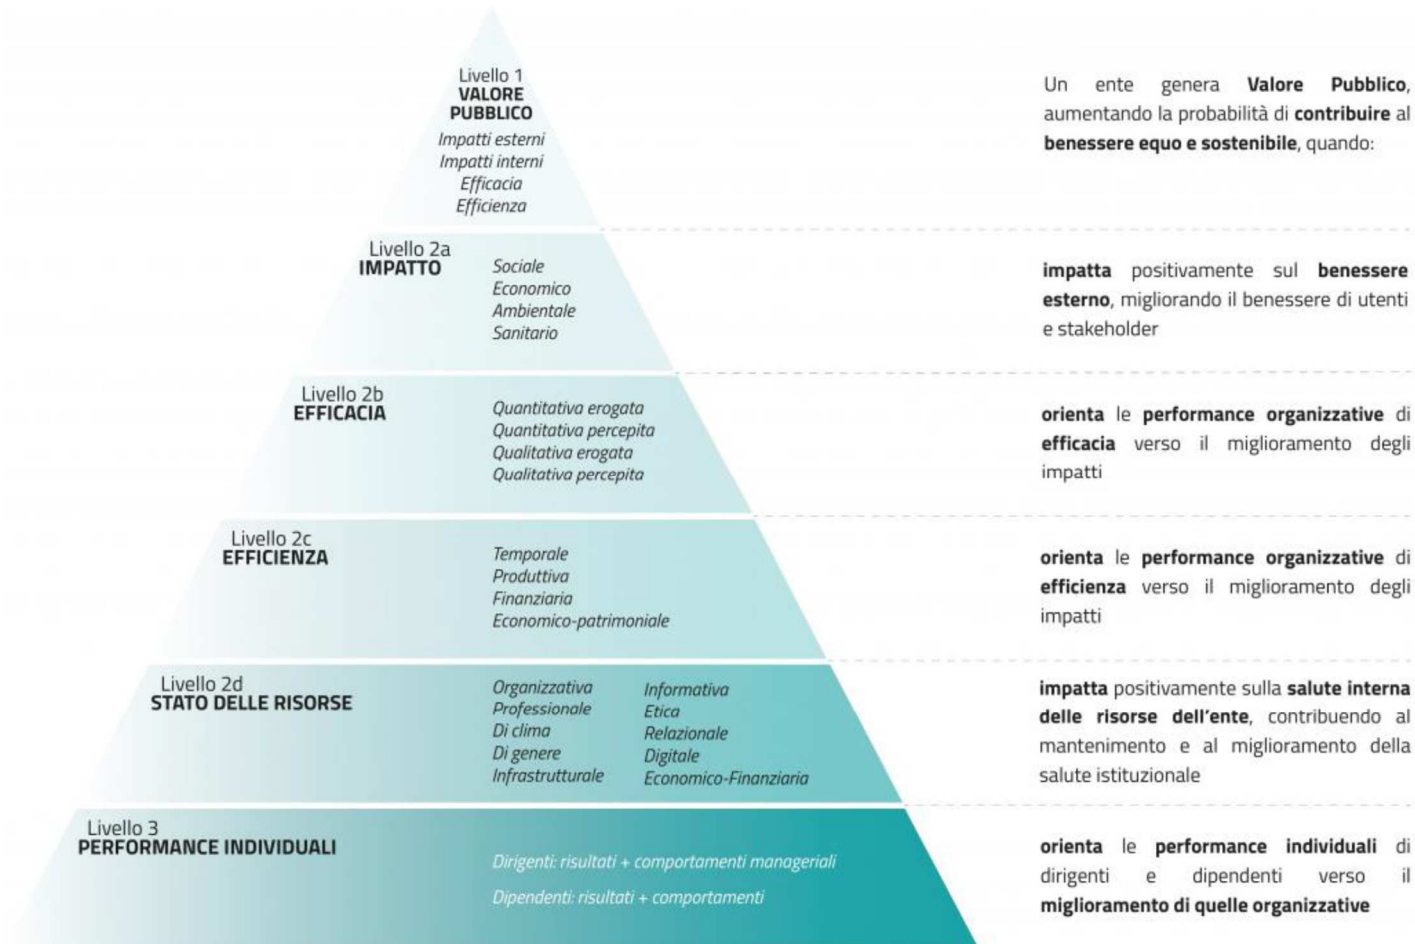 Livello 1
VALORE
PUBBLICO
Impatti esterni
Impatti interni
Efficacia
Efficienza
Un ente genera Valore Pubblico,
aumentando la probabilità di contribuire al
benessere equo e sostenibile, quando:
Livello 2a
IMPATTO
Sociale
Economico
Ambientale
Sanitario
impatta positivamente sul benessere
esterno, migliorando il benessere di utenti
e stakeholder
Livello 2b
EFFICACIA
Quantitativa erogata
Quantitativa percepita
Qualitativa erogata
Qualitativa percepita
orienta le performance organizzative di
efficacia verso il miglioramento degli
impatti
Livello 2c
EFFICIENZA
Temporale
Produttiva
Finanziaria
Economico-patrimoniale
orienta le performance organizzative di
efficienza verso il miglioramento degli
impatti
Livello 2d
STATO DELLE RISORSE
Organizzativa
Professionale
Di clima
Di genere
Infrastrutturale
Informativa
Etica
Relazionale
Digitale
Economico-Finanziaria
impatta positivamente sulla salute interna
delle risorse dell'ente, contribuendo al
mantenimento e al miglioramento della
salute istituzionale
Livello 3
PERFORMANCE INDIVIDUALI
Dirigenti: risultati + comportamenti manageriali
Dipendenti: risultati + comportamenti
orienta le performance individuali di
dirigenti e dipendenti verso il
miglioramento di quelle organizzative